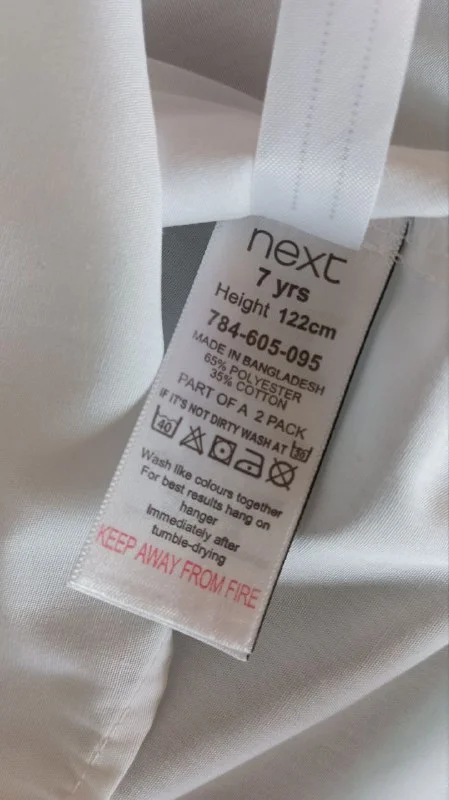 next
7 yrs
Height 122cm
784-605-095
MADE IN BANGLADESH
65% POLYESTER
35% COTTON
PART OF A 2 PACK
IF IT'S NOT DIRTY WASH AT 30
40
Wash like colours together
For best results hang on
hanger
Immediately after
tumble-drying
KEEP AWAY FROM FIRE